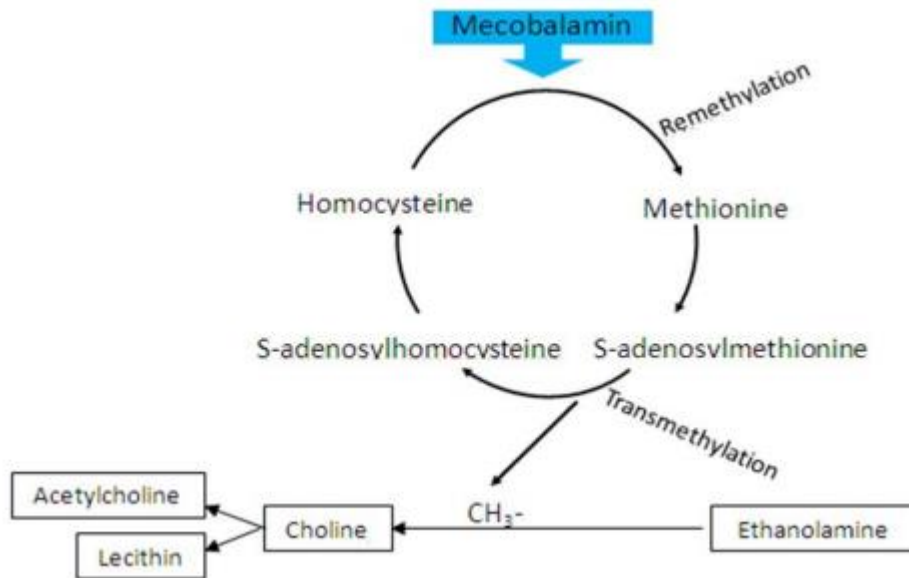 Mecobalamin
Remethylation
Homocysteine
Methionine
S-adenosylhomocysteine
S-adenosylmethionine
Transmethylation
Acetylcholine
CH₃-
Choline
Ethanolamine
Lecithin